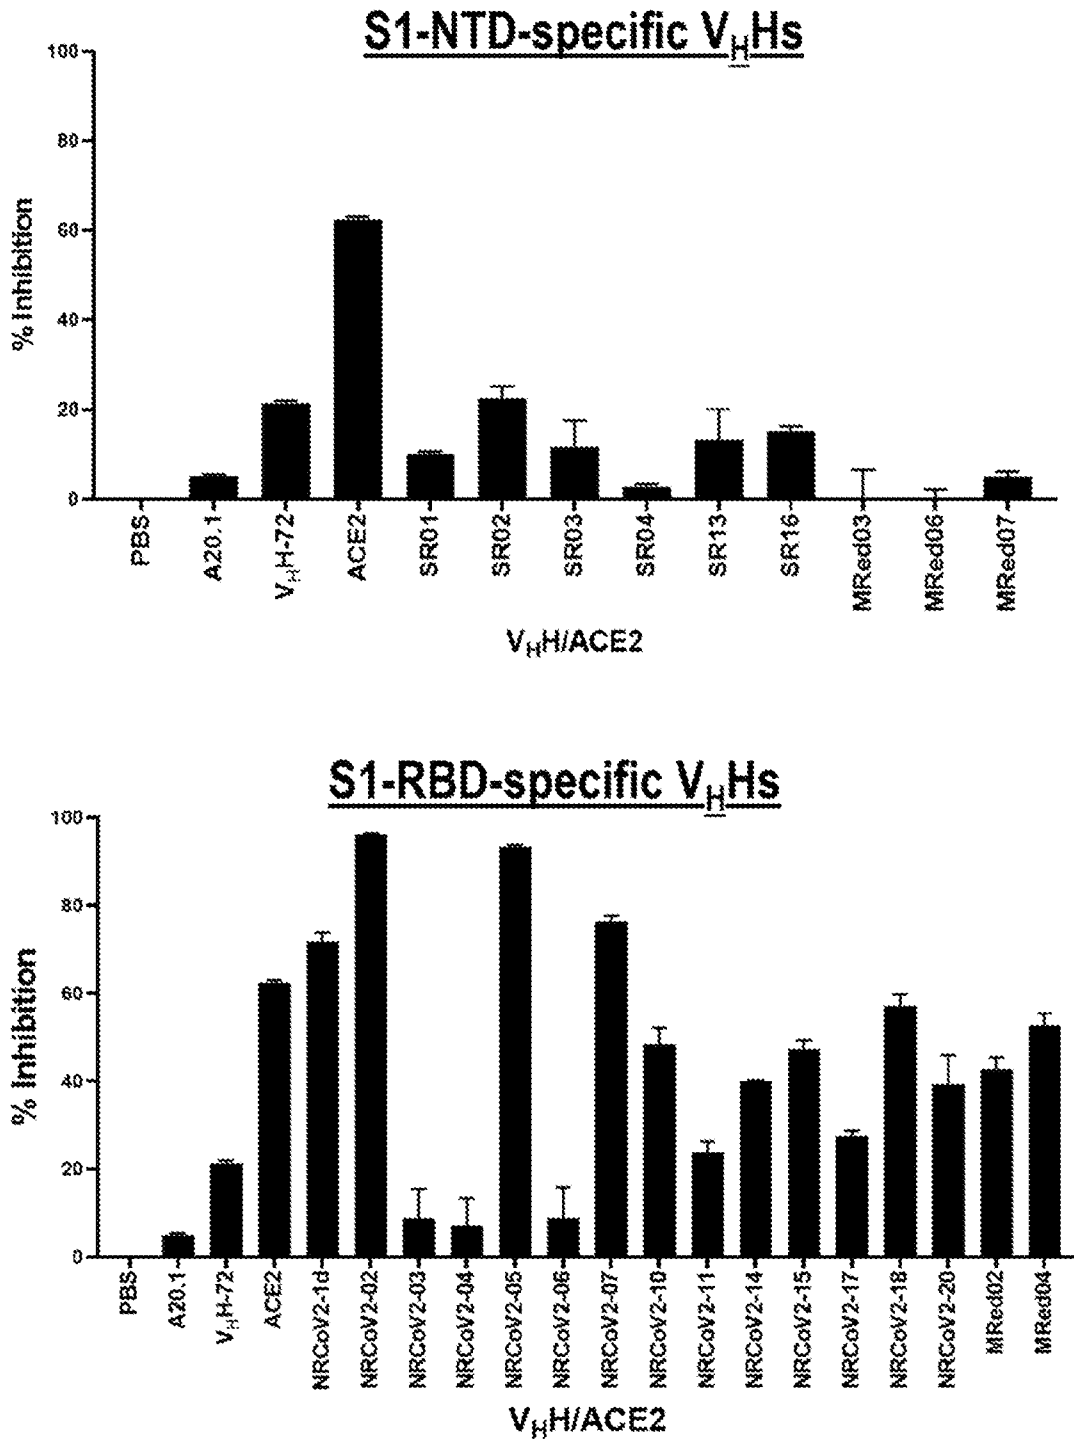 S1-NTD-specific VHHs
100
80
60
40
20
0
% Inhibition
PBS
A20.1
VHH-72
ACE2
SR01
SR02
SR03
SR04
SR13
SR16
MRed03
MRed06
MRed07
VHH/ACE2
S1-RBD-specific VHHs
100
80
60
40
20
0
% Inhibition
PBS
A20.1
VHH-72
ACE2
NRCoV2-1d
NRCoV2-02
NRCoV2-03
NRCoV2-04
NRCoV2-05
NRCoV2-06
NRCoV2-07
NRCoV2-10
NRCoV2-11
NRCoV2-14
NRCoV2-15
NRCoV2-17
NRCoV2-18
NRCoV2-20
MRed02
MRed04
VHH/ACE2